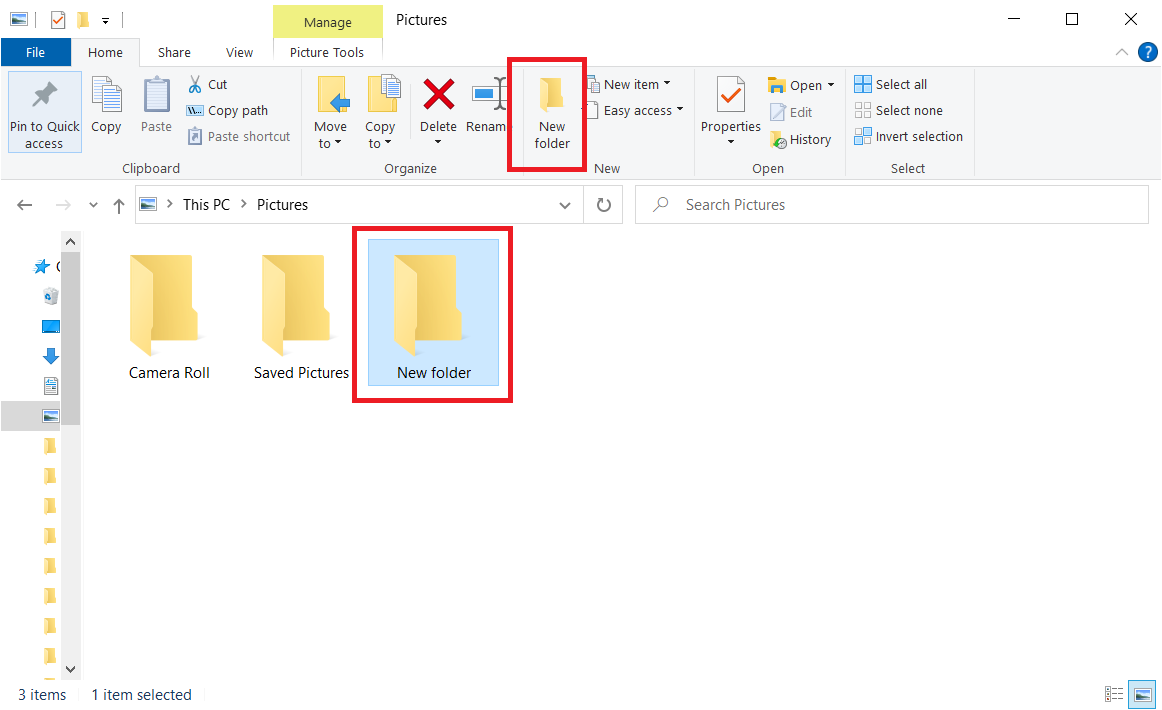 Manage
Pictures
File
Home
Share
View
Picture Tools
?
Pin to Quick
access
Copy
Paste
Cut
Copy path
Paste shortcut
Clipboard
Move
to
Copy
to
Delete
Organize
New
folder
New item
Easy access
New
Properties
Open
Edit
History
Open
Select all
Select none
Invert selection
Select
This PC
Pictures
Search Pictures
Camera Roll
Saved Pictures
New folder
3 items
1 item selected